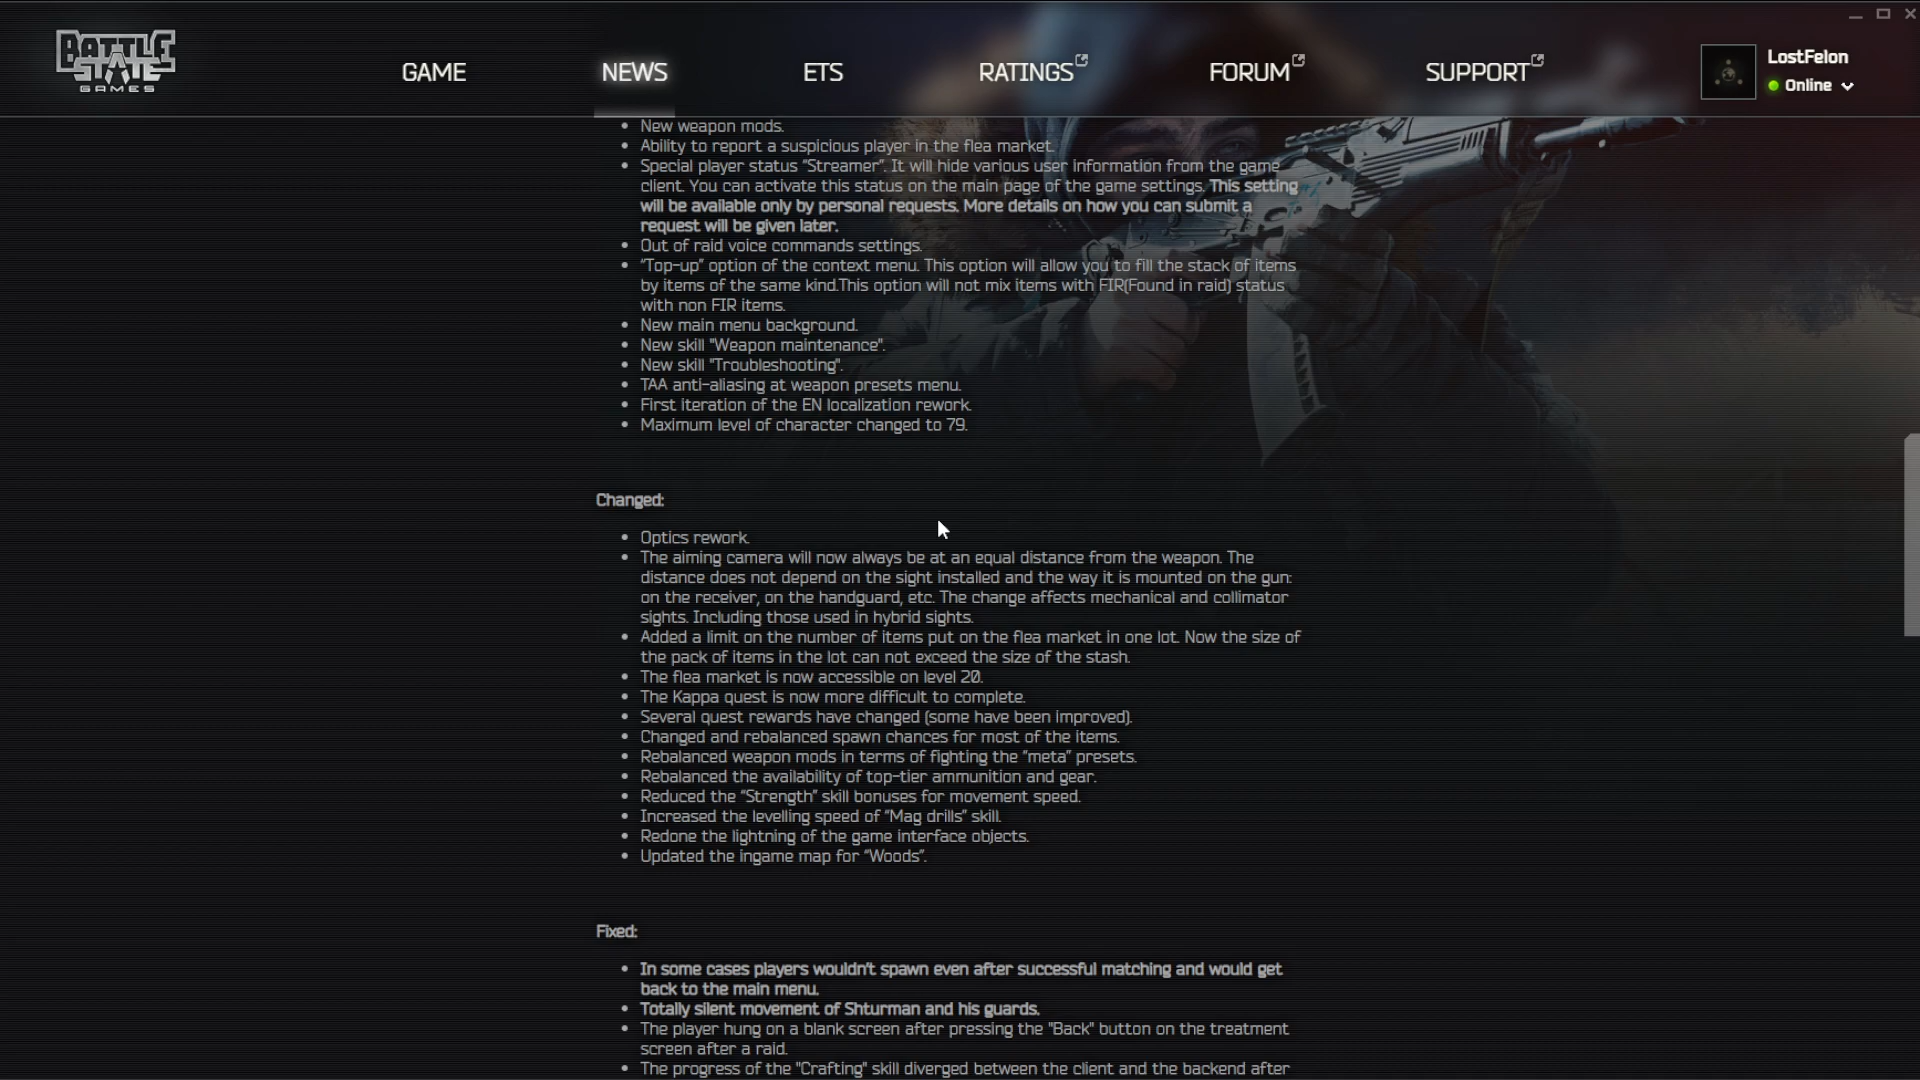 BATTLE
STATE
GAMES
GAME NEWS ETS RATINGS FORUM SUPPORT
LostFelon
Online
• New weapon mods.
• Ability to report a suspicious player in the flea market.
• Special player status “Streamer”. It will hide various user information from the game
client. You can activate this status on the main page of the game settings. This setting
will be available only by personal requests. More details on how you can submit a
request will be given later.
• Out of raid voice commands settings.
• “Top-up” option of the context menu. This option will allow you to fill the stack of items
by items of the same kind.This option will not mix items with FIR(Found in raid) status
with non FIR items.
• New main menu background.
• New skill "Weapon maintenance".
• New skill "Troubleshooting".
• TAA anti-aliasing at weapon presets menu.
• First iteration of the EN localization rework.
• Maximum level of character changed to 79.
Changed:
• Optics rework.
• The aiming camera will now always be at an equal distance from the weapon. The
distance does not depend on the sight installed and the way it is mounted on the gun:
on the receiver, on the handguard, etc. The change affects mechanical and collimator
sights. Including those used in hybrid sights.
• Added a limit on the number of items put on the flea market in one lot. Now the size of
the pack of items in the lot can not exceed the size of the stash.
• The flea market is now accessible on level 20.
• The Kappa quest is now more difficult to complete.
• Several quest rewards have changed (some have been improved).
• Changed and rebalanced spawn chances for most of the items.
• Rebalanced weapon mods in terms of fighting the “meta” presets.
• Rebalanced the availability of top-tier ammunition and gear.
• Reduced the “Strength” skill bonuses for movement speed.
• Increased the levelling speed of “Mag drills” skill.
• Redone the lightning of the game interface objects.
• Updated the ingame map for “Woods”.
Fixed:
• In some cases players wouldn't spawn even after successful matching and would get
back to the main menu.
• Totally silent movement of Shturman and his guards.
• The player hung on a blank screen after pressing the "Back" button on the treatment
screen after a raid.
• The progress of the "Crafting" skill diverged between the client and the backend after